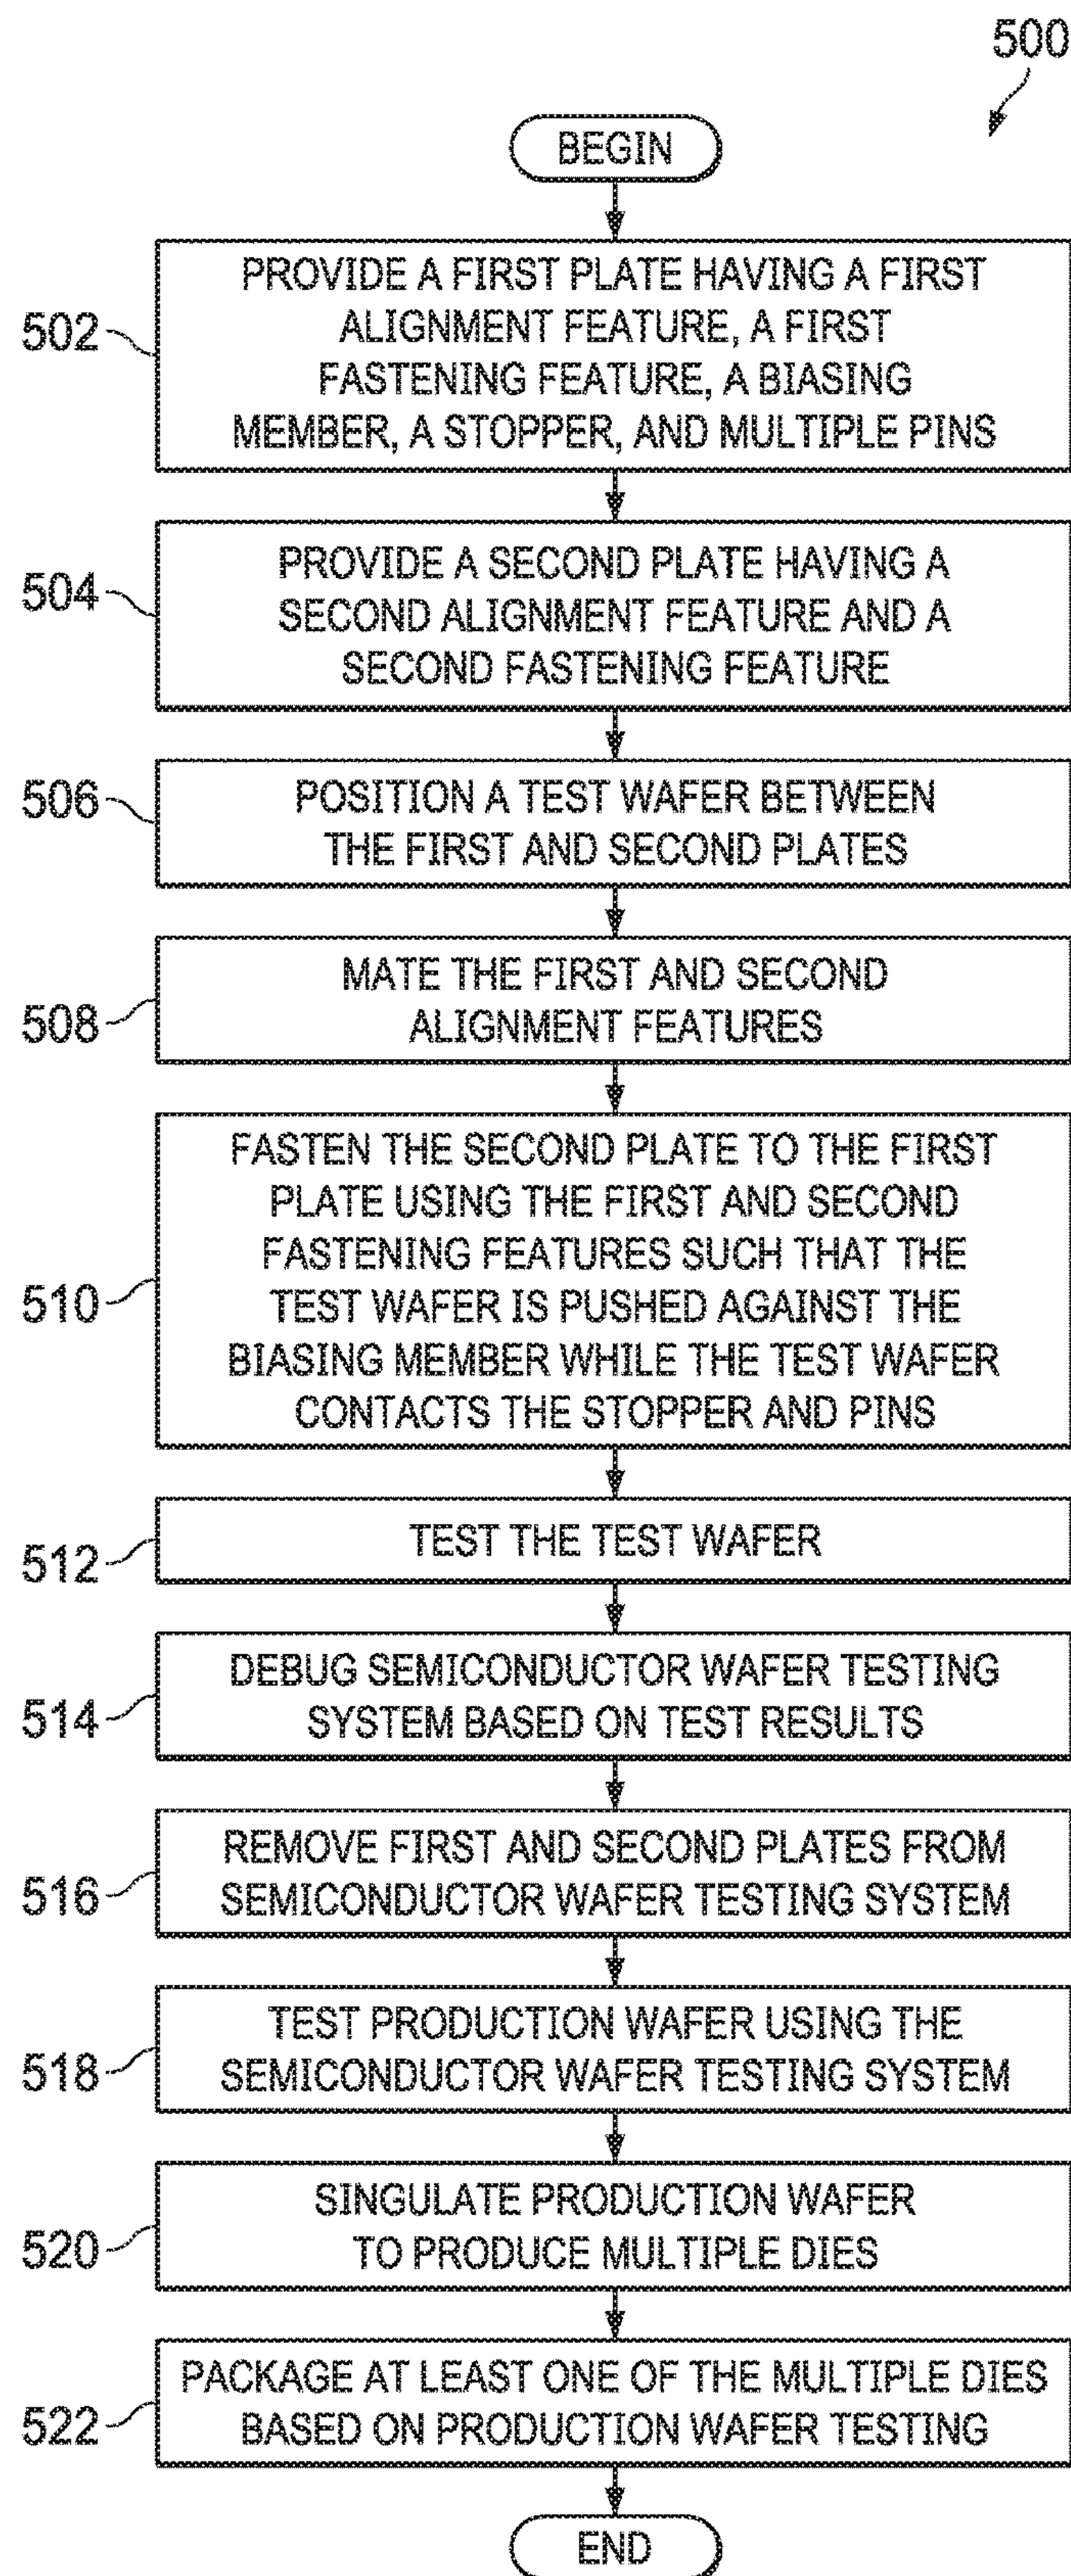 500
BEGIN
502
PROVIDE A FIRST PLATE HAVING A FIRST
ALIGNMENT FEATURE, A FIRST
FASTENING FEATURE, A BIASING
MEMBER, A STOPPER, AND MULTIPLE PINS
504
PROVIDE A SECOND PLATE HAVING A
SECOND ALIGNMENT FEATURE AND A
SECOND FASTENING FEATURE
506
POSITION A TEST WAFER BETWEEN
THE FIRST AND SECOND PLATES
508
MATE THE FIRST AND SECOND
ALIGNMENT FEATURES
510
FASTEN THE SECOND PLATE TO THE FIRST
PLATE USING THE FIRST AND SECOND
FASTENING FEATURES SUCH THAT THE
TEST WAFER IS PUSHED AGAINST THE
BIASING MEMBER WHILE THE TEST WAFER
CONTACTS THE STOPPER AND PINS
512
TEST THE TEST WAFER
514
DEBUG SEMICONDUCTOR WAFER TESTING
SYSTEM BASED ON TEST RESULTS
516
REMOVE FIRST AND SECOND PLATES FROM
SEMICONDUCTOR WAFER TESTING SYSTEM
518
TEST PRODUCTION WAFER USING THE
SEMICONDUCTOR WAFER TESTING SYSTEM
520
SINGULATE PRODUCTION WAFER
TO PRODUCE MULTIPLE DIES
522
PACKAGE AT LEAST ONE OF THE MULTIPLE DIES
BASED ON PRODUCTION WAFER TESTING
END